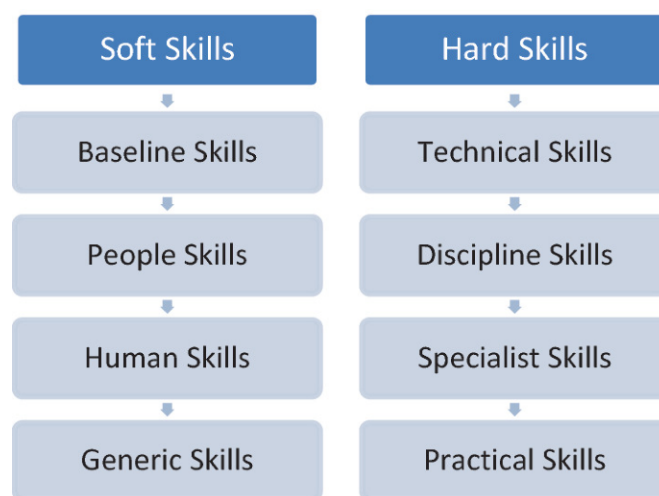 Soft Skills
Baseline Skills
People Skills
Human Skills
Generic Skills
Hard Skills
Technical Skills
Discipline Skills
Specialist Skills
Practical Skills